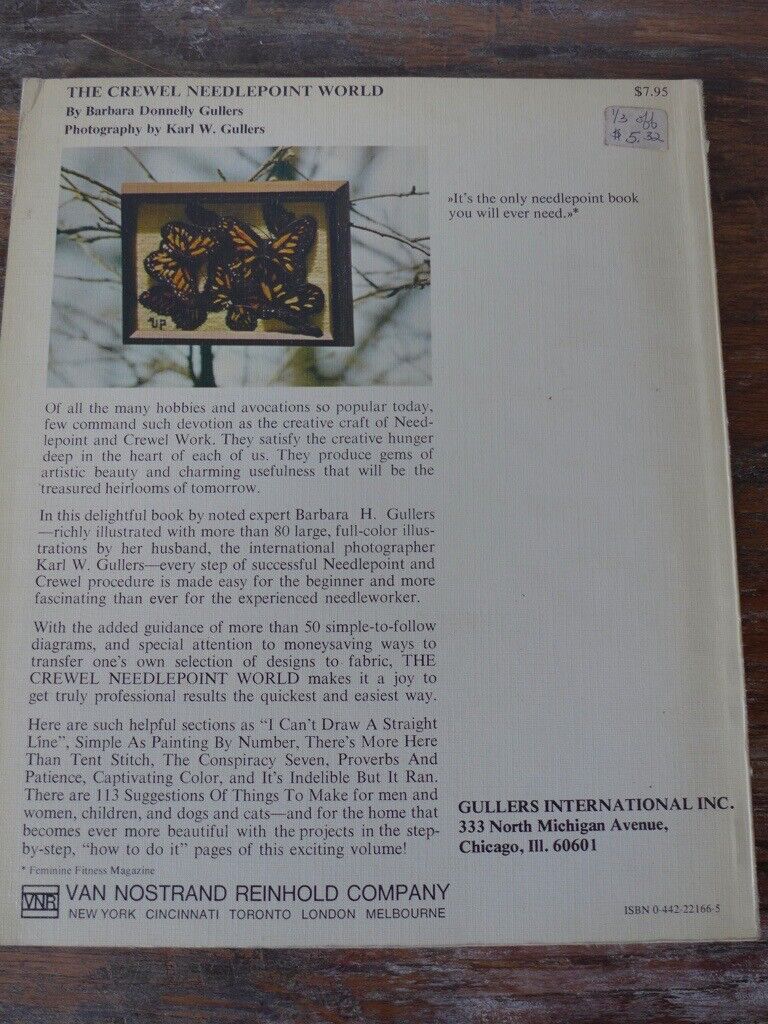 THE CREWEL NEEDLEPOINT WORLD
By Barbara Donnelly Gullers
Photography by Karl W. Gullers
$7.95
1/3 off
$5.32
»It's the only needlepoint book
you will ever need.»*
Of all the many hobbies and avocations so popular today,
few command such devotion as the creative craft of Need-
lepoint and Crewel Work. They satisfy the creative hunger
deep in the heart of each of us. They produce gems of
artistic beauty and charming usefulness that will be the
treasured heirlooms of tomorrow.
In this delightful book by noted expert Barbara H. Gullers
—richly illustrated with more than 80 large, full-color illus-
trations by her husband, the international photographer
Karl W. Gullers—every step of successful Needlepoint and
Crewel procedure is made easy for the beginner and more
fascinating than ever for the experienced needleworker.
With the added guidance of more than 50 simple-to-follow
diagrams, and special attention to moneysaving ways to
transfer one's own selection of designs to fabric, THE
CREWEL NEEDLEPOINT WORLD makes it a joy to
get truly professional results the quickest and easiest way.
Here are such helpful sections as "I Can't Draw A Straight
Line", Simple As Painting By Number, There's More Here
Than Tent Stitch, The Conspiracy Seven, Proverbs And
Patience, Captivating Color, and It's Indelible But It Ran.
There are 113 Suggestions Of Things To Make for men and
women, children, and dogs and cats—and for the home that
becomes ever more beautiful with the projects in the step-
by-step, "how to do it" pages of this exciting volume!
* Feminine Fitness Magazine
GULLERS INTERNATIONAL INC.
333 North Michigan Avenue,
Chicago, Ill. 60601
VNR VAN NOSTRAND REINHOLD COMPANY
NEW YORK CINCINNATI TORONTO LONDON MELBOURNE
ISBN 0-442-22166-5